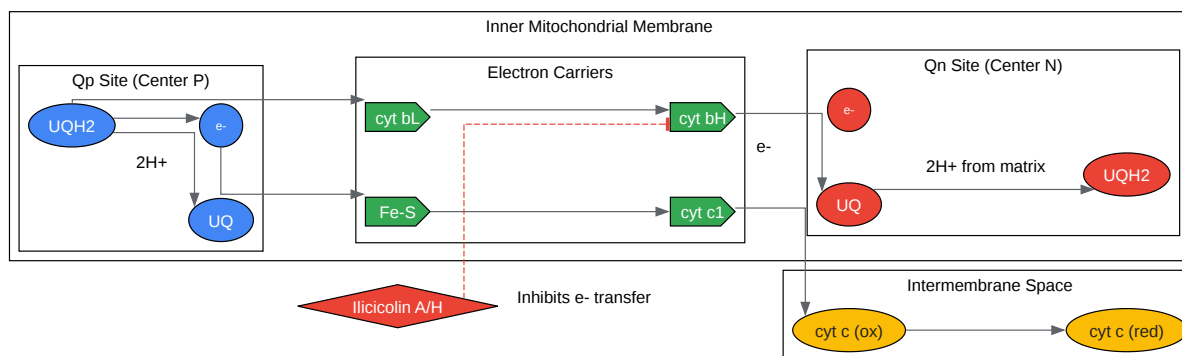 Inner Mitochondrial Membrane
Qp Site (Center P)
Electron Carriers
Qn Site (Center N)
UQH2
e-
cyt bL
cyt bH
e-
2H+
e-
2H+ from matrix
UQH2
UQ
Fe-S
cyt c1
UQ
Ilicicolin A/H
Inhibits e- transfer
Intermembrane Space
cyt c (ox)
cyt c (red)